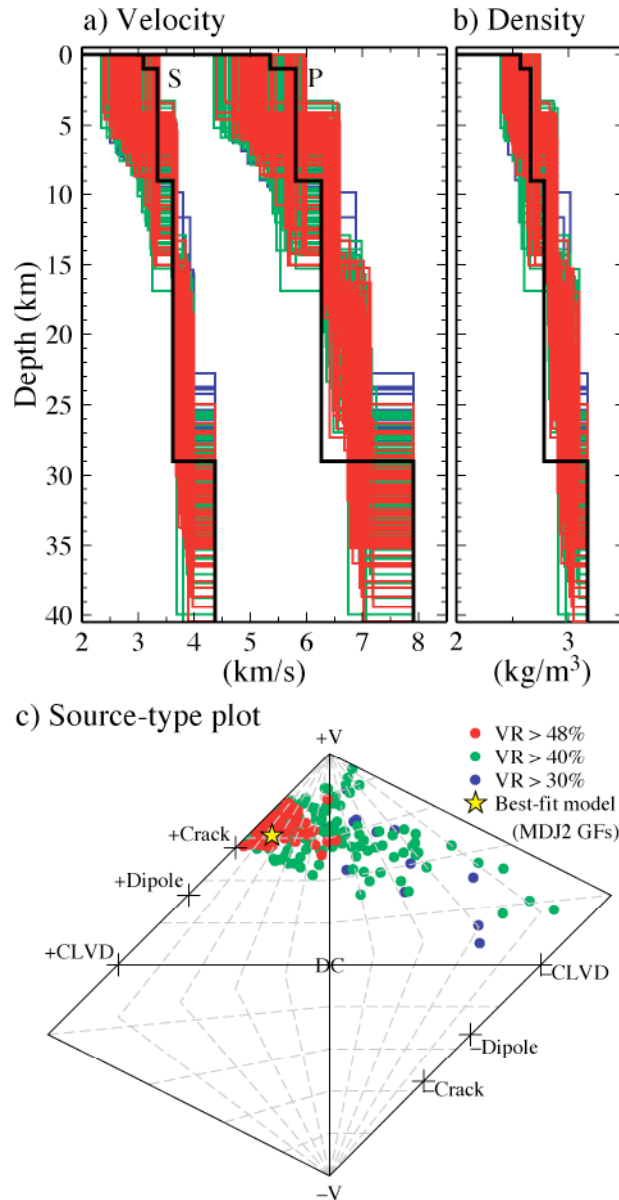 a) Velocity
b) Density
0
5
10
15
20
25
30
35
40
Depth (km)
S
P
2 3 4 5 6 7 8
(km/s)
2 3
(kg/m³)
c) Source-type plot
+V
VR > 48%
VR > 40%
VR > 30%
Best-fit model
(MDJ2 GFs)
+Crack
+Dipole
+CLVD
DC
−CLVD
−Dipole
−Crack
−V